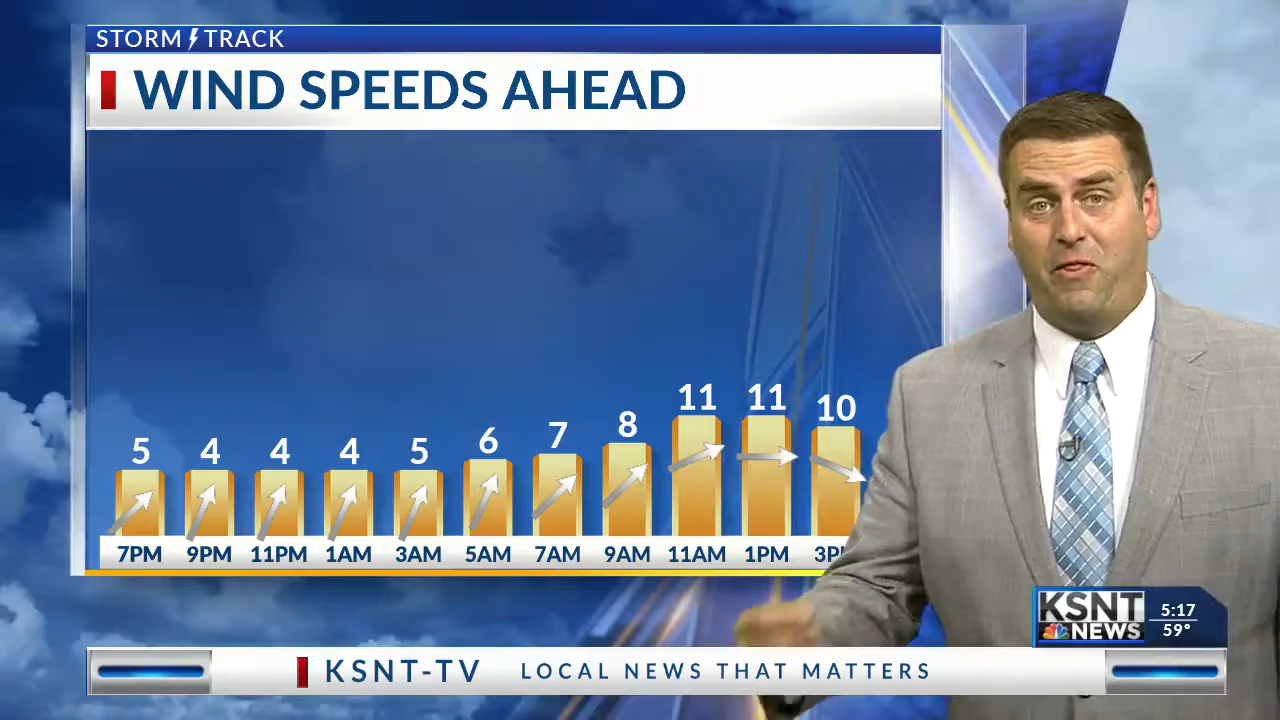 STORM TRACK
WIND SPEEDS AHEAD
5 4 4 4 5 6 7 8 11 11 10
7PM 9PM 11PM 1AM 3AM 5AM 7AM 9AM 11AM 1PM
KSNT
NEWS
5:17
59°
KSNT-TV LOCAL NEWS THAT MATTERS